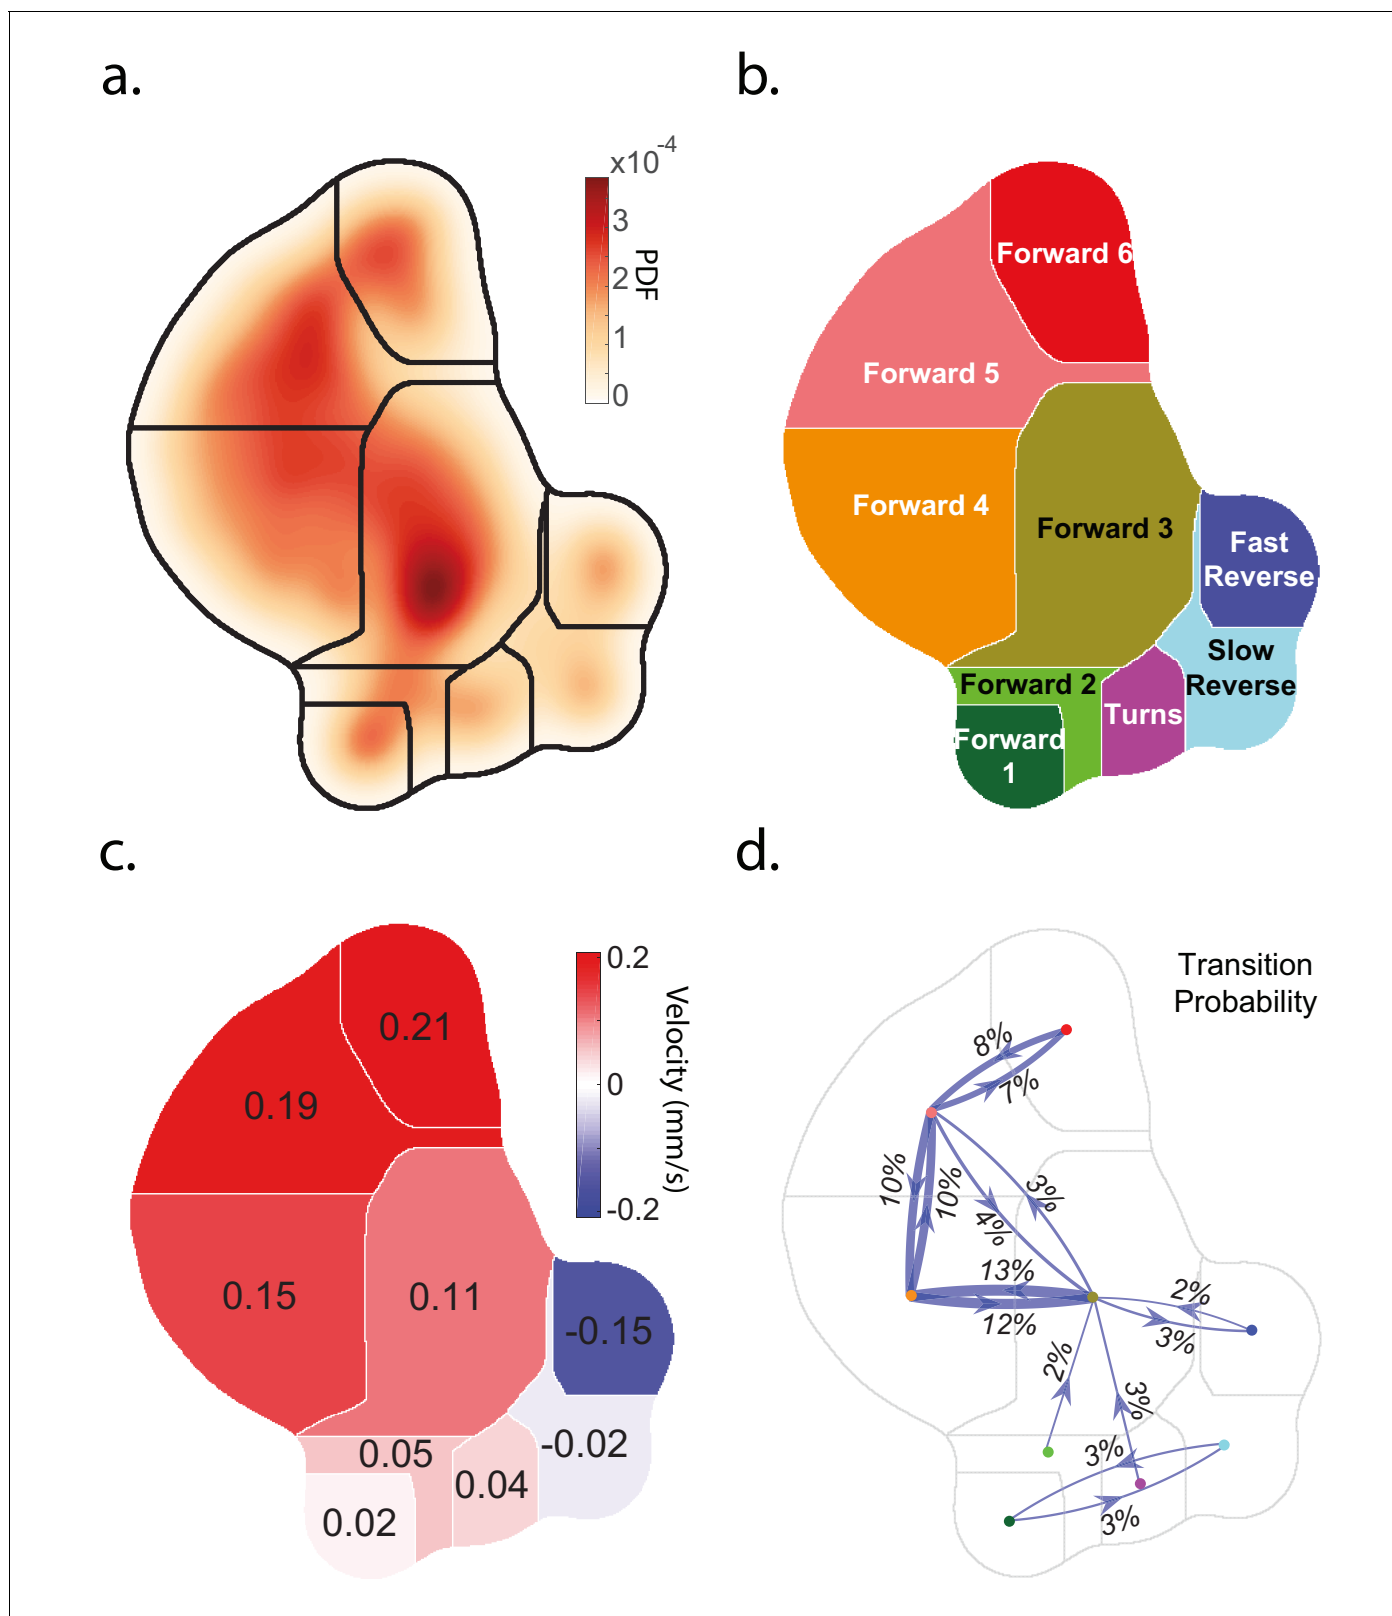 a.
x10-4
3
2
1
0
PDF
b.
Forward 6
Forward 5
Forward 4
Forward 3
Fast
Reverse
Slow
Reverse
Forward 2
Turns
Forward
1
c.
0.2
0
-0.2
Velocity (mm/s)
0.21
0.19
0.15
0.11
-0.15
-0.02
0.05
0.04
0.02
d.
Transition
Probability
8%
7%
10%
10%
3%
4%
13%
12%
2%
3%
2%
3%
3%
3%